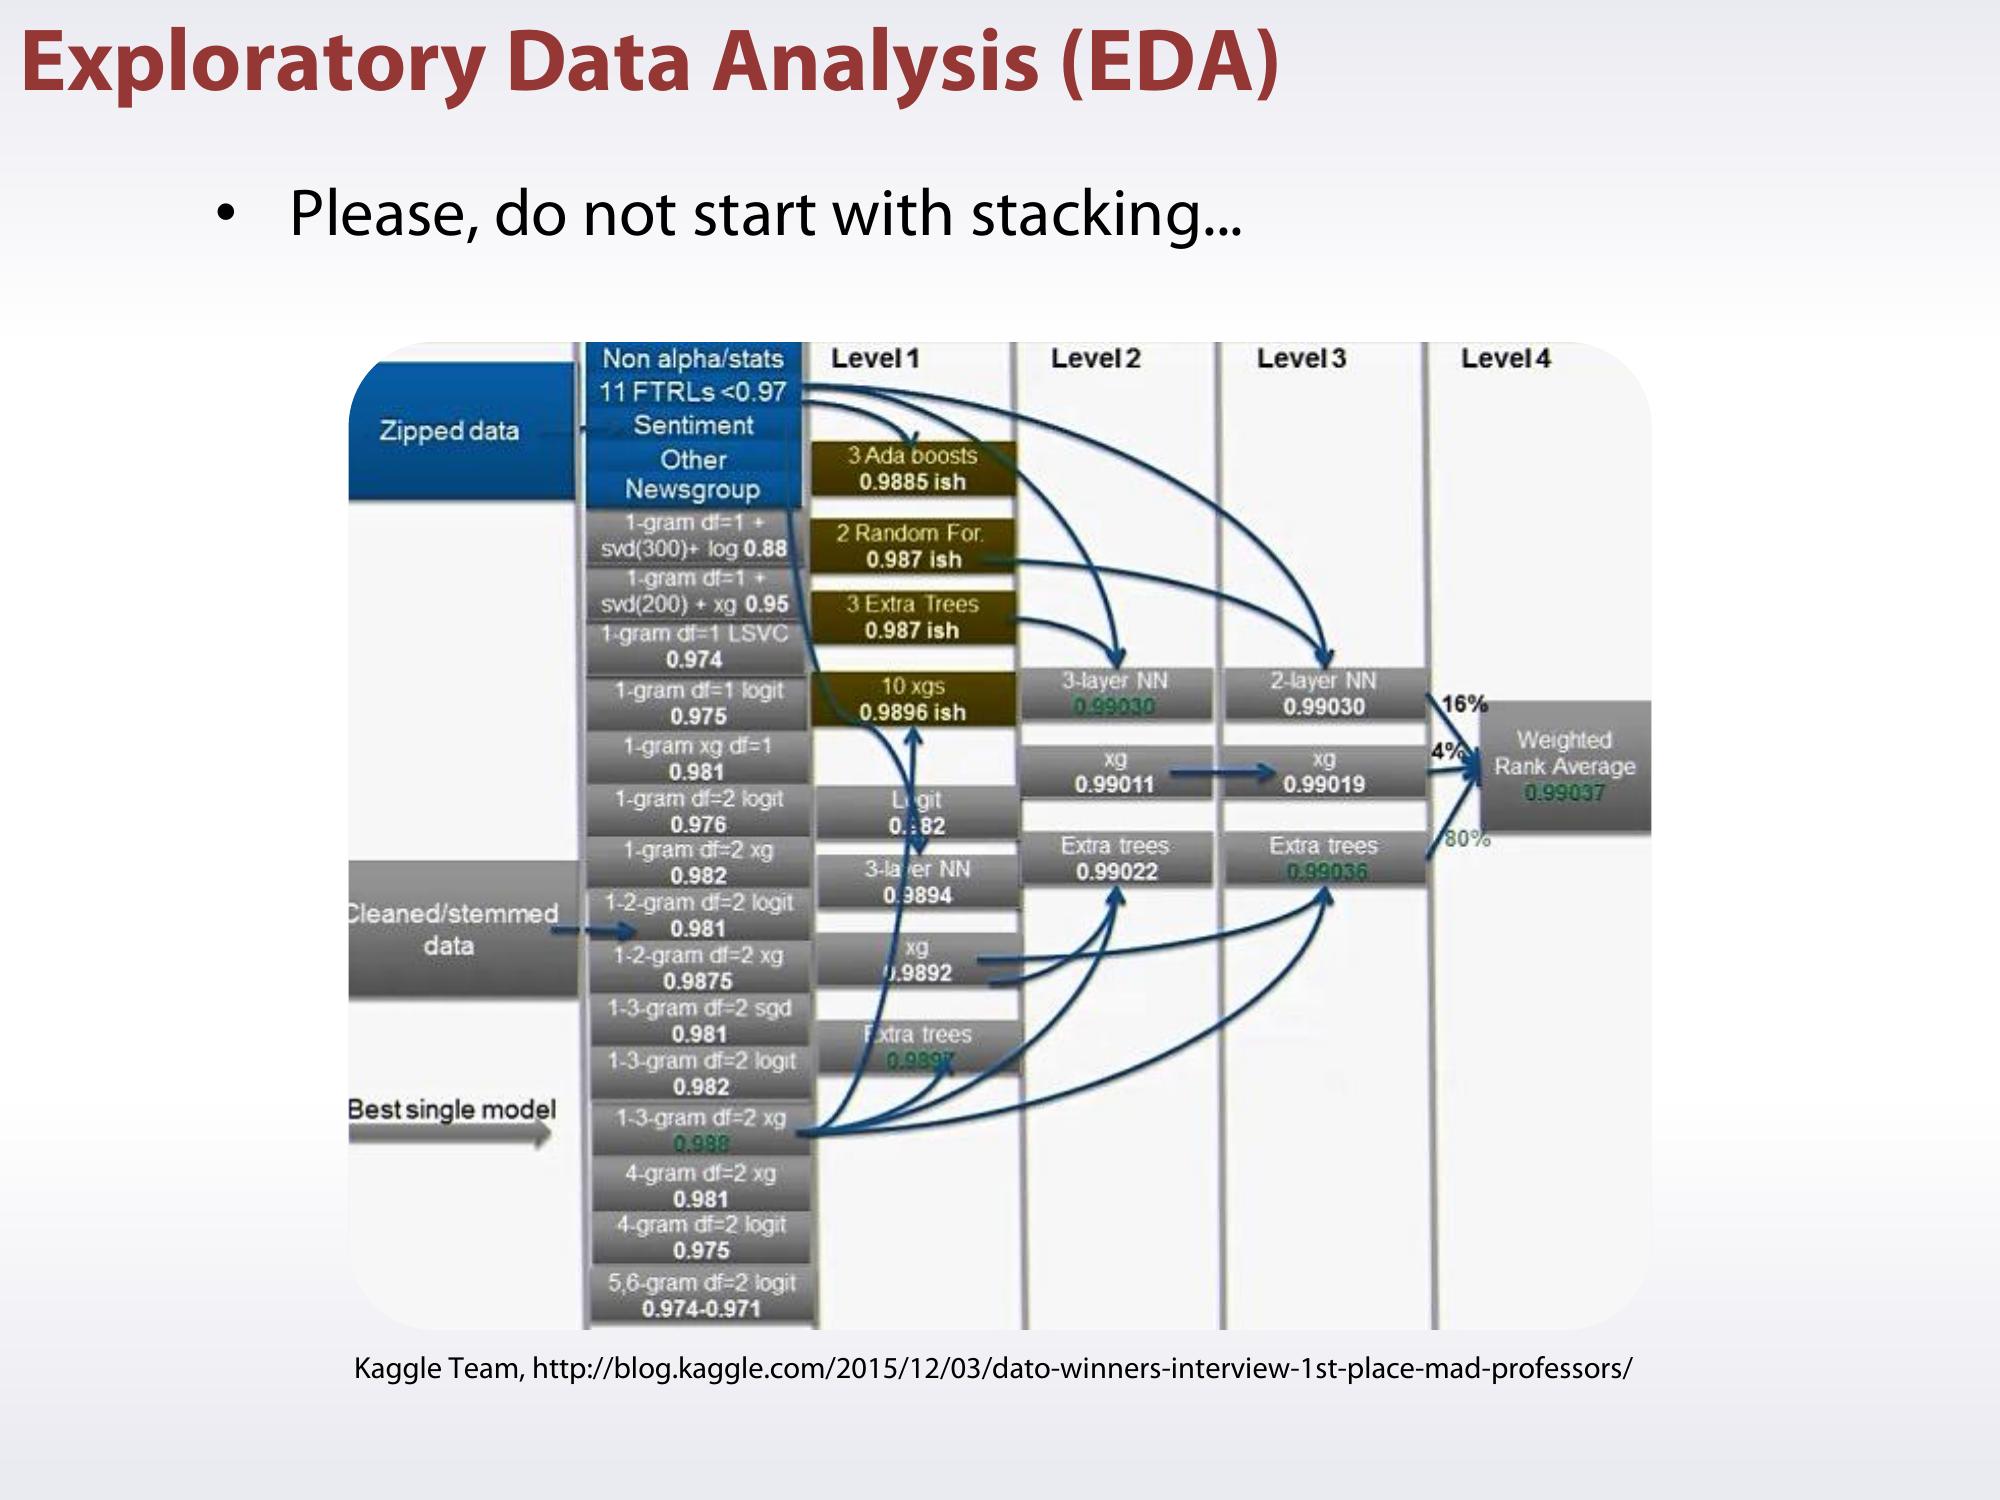 Exploratory Data Analysis (EDA)
• Please, do not start with stacking...
Zipped data
Cleaned/stemmed
data
Best single model
Non alpha/stats
11 FTRLs <0.97
Sentiment
Other
Newsgroup
1-gram df=1 +
svd(300)+ log 0.88
1-gram df=1 +
svd(200) + xg 0.95
1-gram df=1 LSVC
0.974
1-gram df=1 logit
0.975
1-gram xg df=1
0.981
1-gram df=2 logit
0.976
1-gram df=2 xg
0.982
1-2-gram df=2 logit
0.981
1-2-gram df=2 xg
0.9875
1-3-gram df=2 sgd
0.981
1-3-gram df=2 logit
0.982
1-3-gram df=2 xg
0.988
4-gram df=2 xg
0.981
4-gram df=2 logit
0.975
5,6-gram df=2 logit
0.974-0.971
Level 1
3 Ada boosts
0.9885 ish
2 Random For.
0.987 ish
3 Extra Trees
0.987 ish
10 xgs
0.9896 ish
Logit
3-layer NN
0.9894
xg
0.9892
Extra trees
0.9897
Level 2
3-layer NN
0.99030
xg
0.99011
Extra trees
0.99022
Level 3
2-layer NN
0.99030
xg
0.99019
Extra trees
0.99036
Level 4
16%
4%
80%
Weighted
Rank Average
0.99037
Kaggle Team, http://blog.kaggle.com/2015/12/03/dato-winners-interview-1st-place-mad-professors/